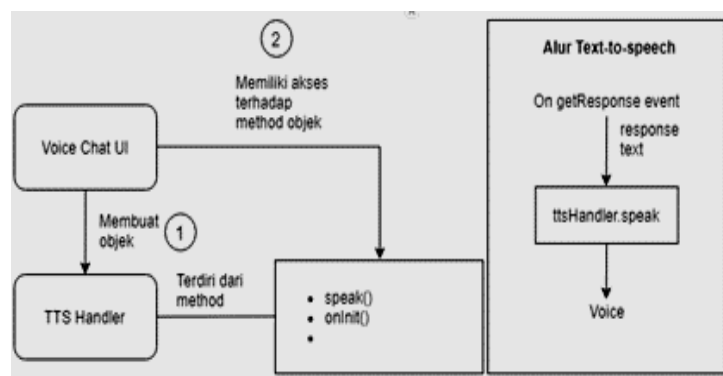 2
Memiliki akses
terhadap
method objek
Voice Chat UI
Membuat
objek
1
TTS Handler
Terdiri dari
method
speak()
onInit()
Alur Text-to-speech
On getResponse event
response
text
ttsHandler.speak
Voice